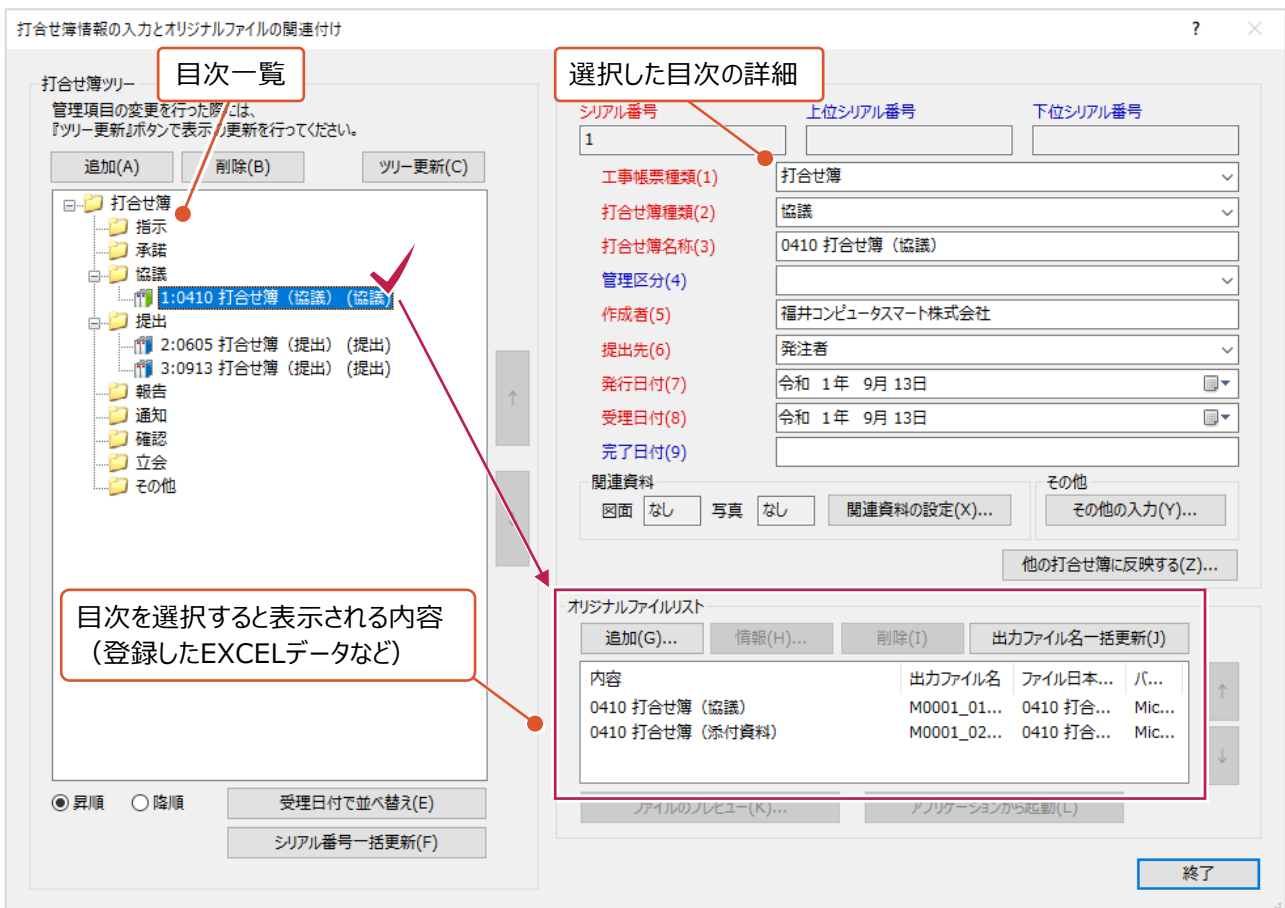 打合せ簿情報の入力とオリジナルファイルの関連付け
?
目次一覧
選択した目次の詳細
打合せ簿ツリー
管理項目の変更を行った際には、
『ツリー更新』ボタンで表示の更新を行ってください。
追加(A)
削除(B)
ツリー更新(C)
打合せ簿
指示
承諾
協議
1:0410 打合せ簿（協議） (協議)
提出
2:0605 打合せ簿（提出） (提出)
3:0913 打合せ簿（提出） (提出)
報告
通知
確認
立会
その他
↑
目次を選択すると表示される内容
（登録したEXCELデータなど）
昇順
降順
受理日付で並べ替え(E)
シリアル番号一括更新(F)
シリアル番号
上位シリアル番号
下位シリアル番号
1
工事帳票種類(1)
打合せ簿
打合せ簿種類(2)
協議
打合せ簿名称(3)
0410 打合せ簿（協議）
管理区分(4)
作成者(5)
福井コンピュータスマート株式会社
提出先(6)
発注者
発行日付(7)
令和 1年 9月 13日
受理日付(8)
令和 1年 9月 13日
完了日付(9)
関連資料
図面 なし 写真 なし
関連資料の設定(X)...
その他
その他の入力(Y)...
他の打合せ簿に反映する(Z)...
オリジナルファイルリスト
追加(G)...
情報(H)...
削除(I)
出力ファイル名一括更新(J)
内容 出力ファイル名 ファイル日本... バ...
0410 打合せ簿（協議） M0001_01... 0410 打合... Mic...
0410 打合せ簿（添付資料） M0001_02... 0410 打合... Mic...
↑
↓
ファイルのプレビュー(K)...
アプリケーションから起動(L)
終了